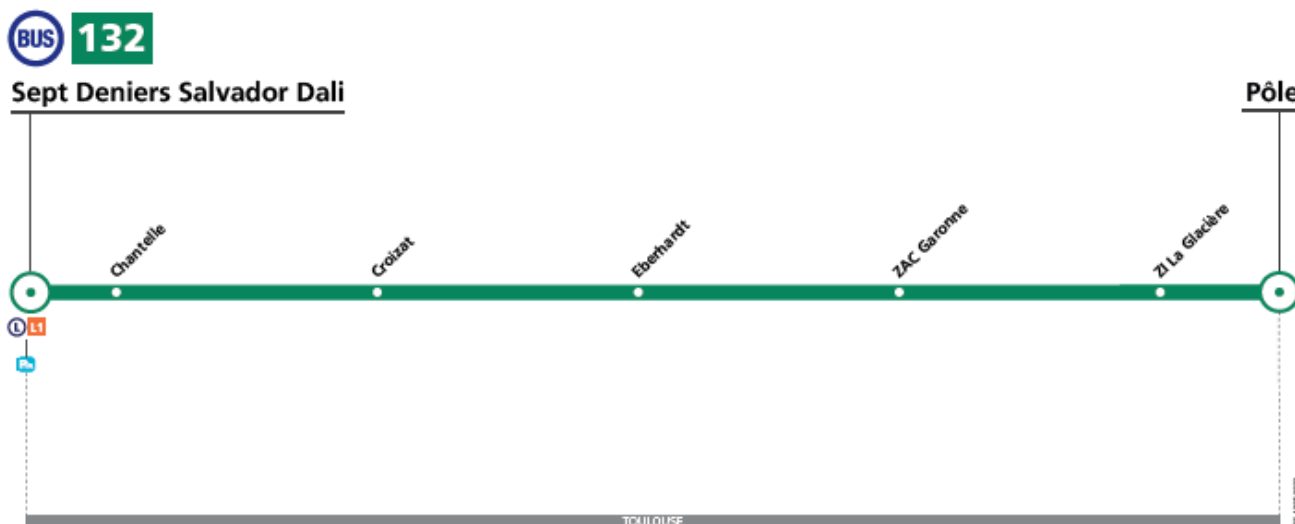 BUS 132
Sept Deniers Salvador Dali
Pôle
Chantelle
Croizat
Eberhardt
ZAC Garonne
ZI La Glacière
L L1
TOULOUSE